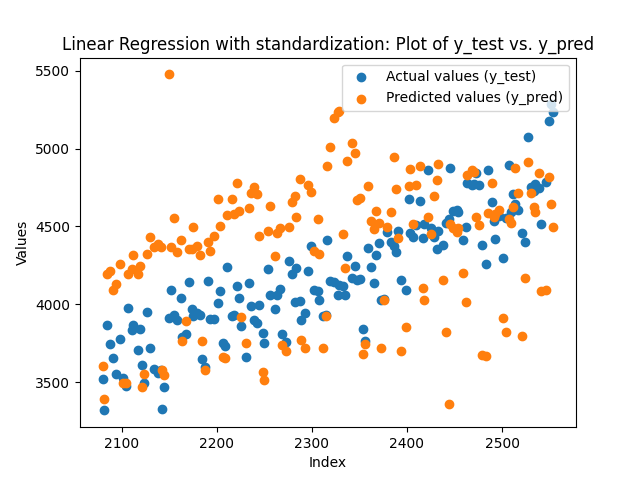 Linear Regression with standardization: Plot of y_test vs. y_pred
Actual values (y_test)
Predicted values (y_pred)
5500
5000
4500
4000
3500
Values
2100 2200 2300 2400 2500
Index